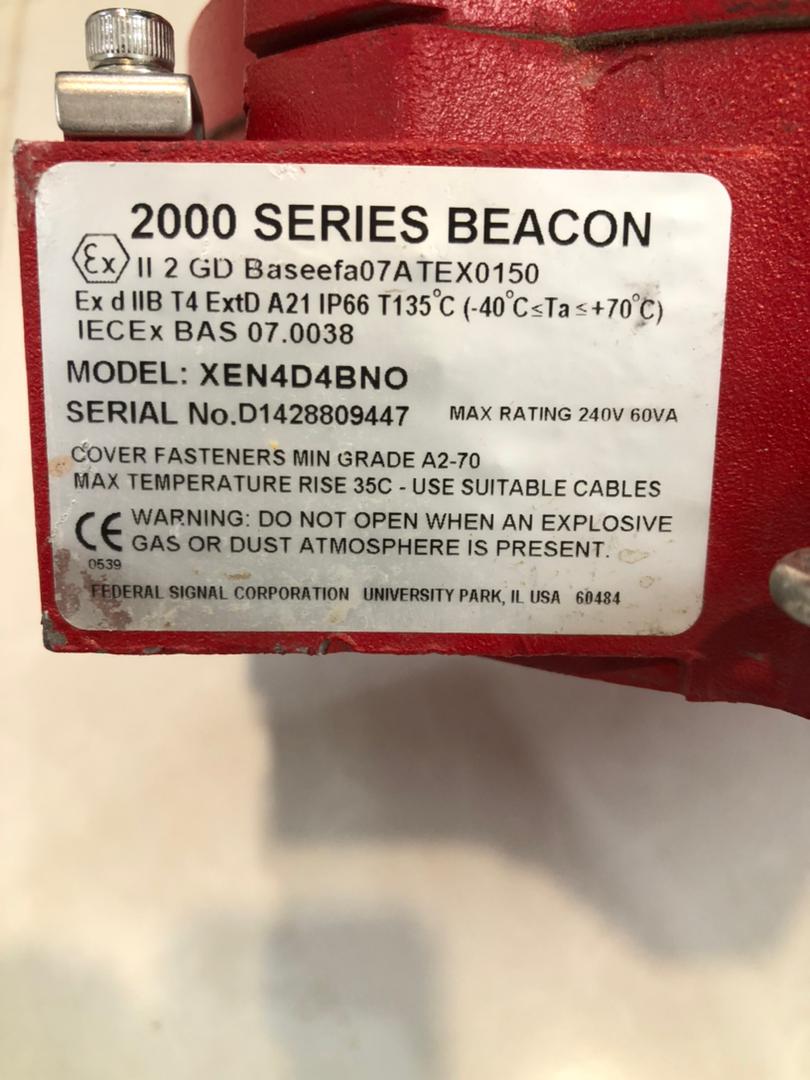 2000 SERIES BEACON
Ex II 2 GD Baseefa07ATEX0150
Ex d IIB T4 ExtD A21 IP66 T135°C (-40°C≤Ta≤+70°C)
IECEx BAS 07.0038
MODEL: XEN4D4BNO
SERIAL No.D1428809447 MAX RATING 240V 60VA
COVER FASTENERS MIN GRADE A2-70
MAX TEMPERATURE RISE 35C - USE SUITABLE CABLES
CE WARNING: DO NOT OPEN WHEN AN EXPLOSIVE
GAS OR DUST ATMOSPHERE IS PRESENT.
0539
FEDERAL SIGNAL CORPORATION UNIVERSITY PARK, IL USA 60484